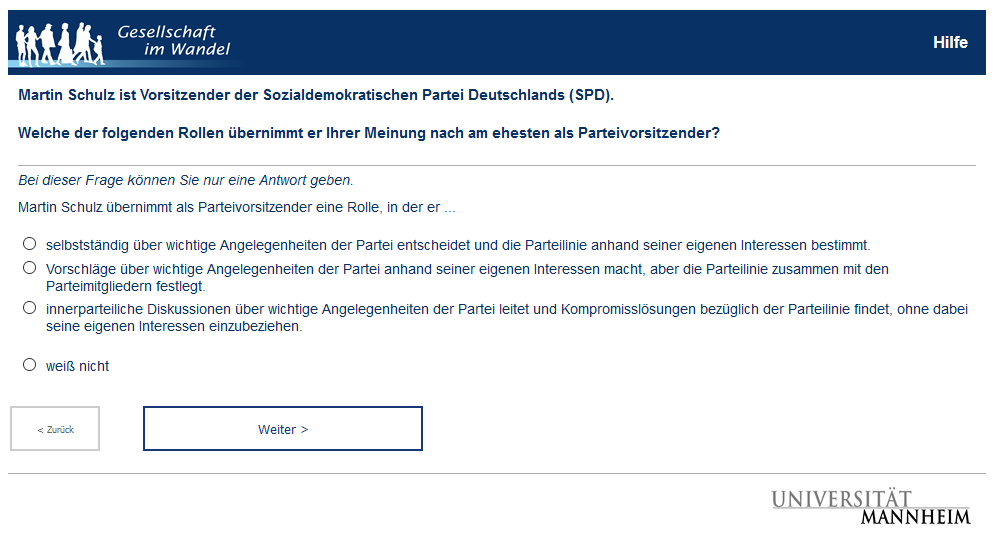 Gesellschaft
im Wandel
Hilfe
Martin Schulz ist Vorsitzender der Sozialdemokratischen Partei Deutschlands (SPD).
Welche der folgenden Rollen übernimmt er Ihrer Meinung nach am ehesten als Parteivorsitzender?
Bei dieser Frage können Sie nur eine Antwort geben.
Martin Schulz übernimmt als Parteivorsitzender eine Rolle, in der er ...
selbstständig über wichtige Angelegenheiten der Partei entscheidet und die Parteilinie anhand seiner eigenen Interessen bestimmt.
Vorschläge über wichtige Angelegenheiten der Partei anhand seiner eigenen Interessen macht, aber die Parteilinie zusammen mit den
Parteimitgliedern festlegt.
innerparteiliche Diskussionen über wichtige Angelegenheiten der Partei leitet und Kompromisslösungen bezüglich der Parteilinie findet, ohne dabei
seine eigenen Interessen einzubeziehen.
weiß nicht
< Zurück
Weiter >
UNIVERSITÄT
MANNHEIM